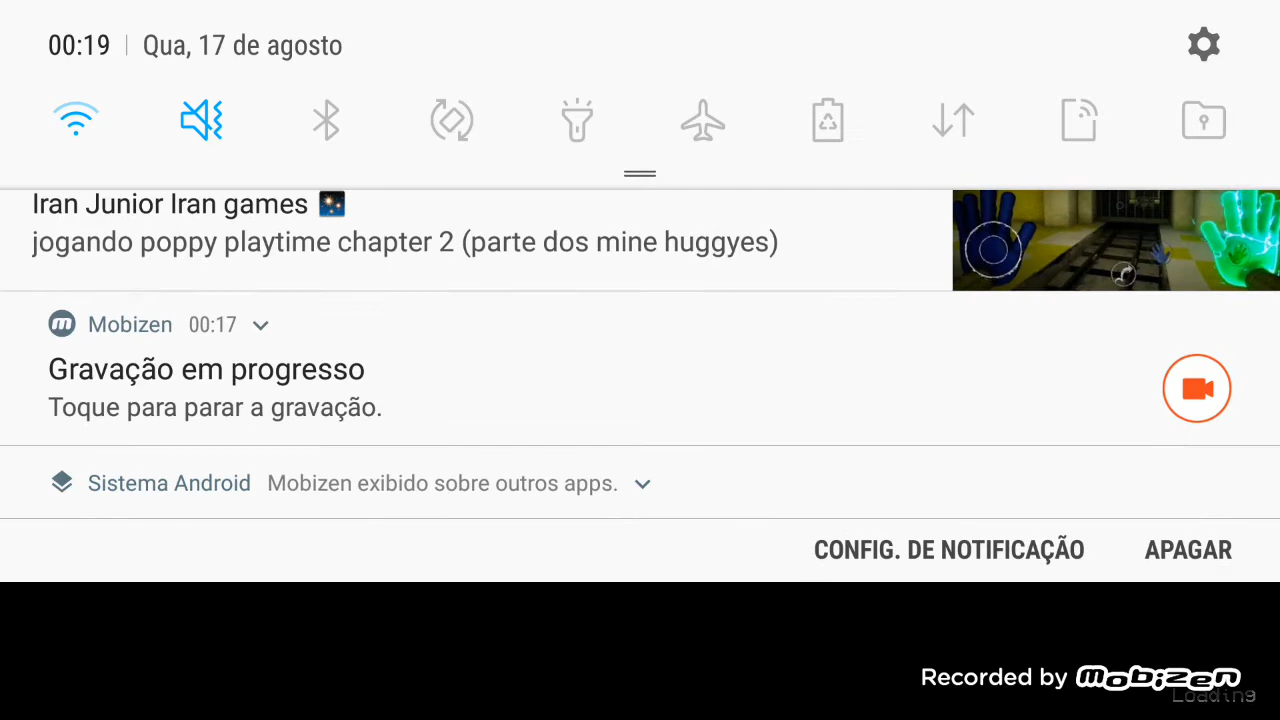 00:19 | Qua, 17 de agosto
Iran Junior Iran games 🎆
jogando poppy playtime chapter 2 (parte dos mine huggyes)
Mobizen 00:17
Gravação em progresso
Toque para parar a gravação.
Sistema Android Mobizen exibido sobre outros apps.
CONFIG. DE NOTIFICAÇÃO APAGAR
Recorded by Mobizen
Loading